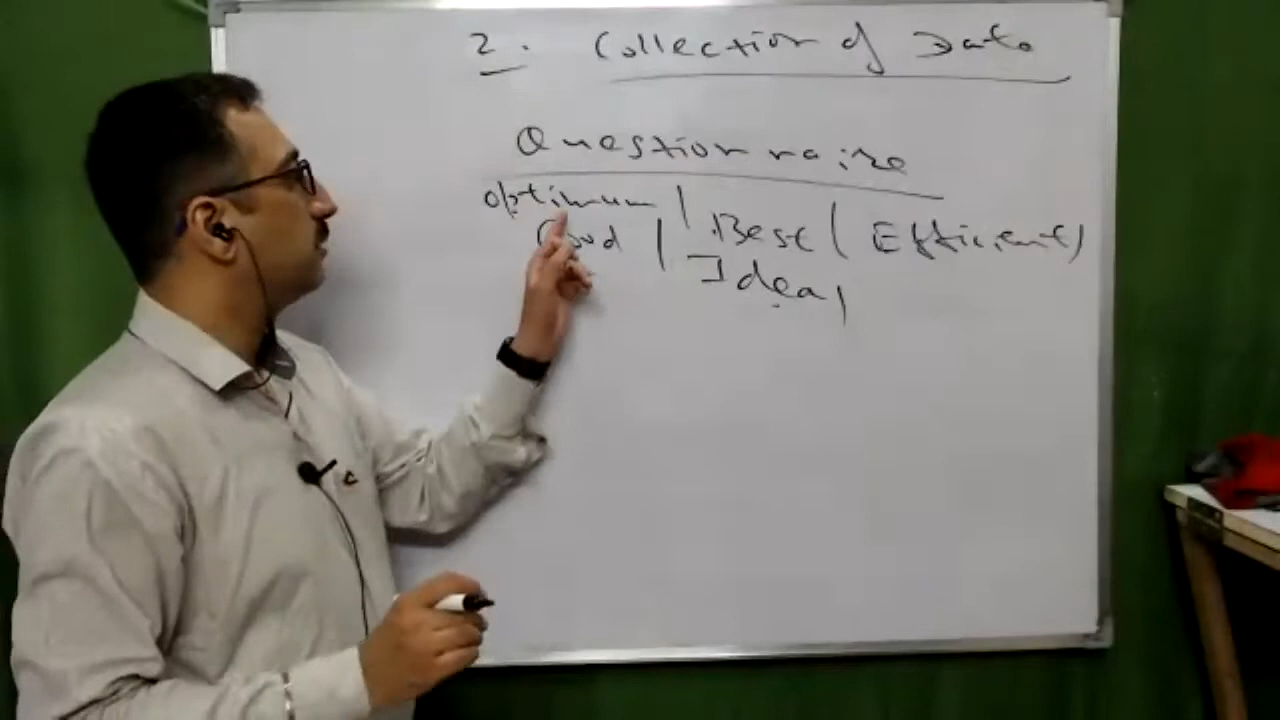 2. Collection of Data
Questionnaire
optimum |
Good | Best | Efficient |
Ideal